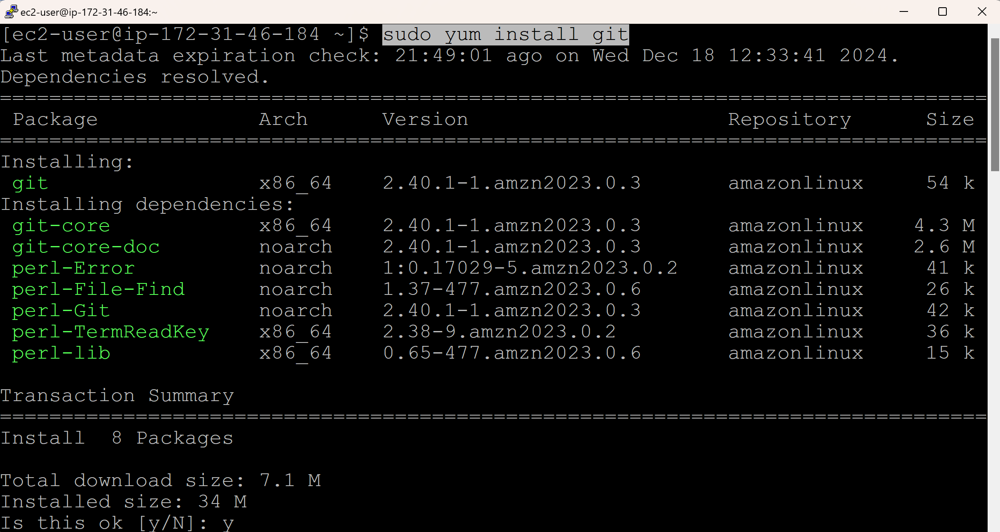 ec2-user@ip-172-31-46-184:~
[ec2-user@ip-172-31-46-184 ~]$ sudo yum install git
Last metadata expiration check: 21:49:01 ago on Wed Dec 18 12:33:41 2024.
Dependencies resolved.
================================================================================
 Package             Arch      Version                     Repository      Size
================================================================================
Installing:
 git                 x86_64    2.40.1-1.amzn2023.0.3       amazonlinux     54 k
Installing dependencies:
 git-core            x86_64    2.40.1-1.amzn2023.0.3       amazonlinux    4.3 M
 git-core-doc        noarch    2.40.1-1.amzn2023.0.3       amazonlinux    2.6 M
 perl-Error          noarch    1:0.17029-5.amzn2023.0.2    amazonlinux     41 k
 perl-File-Find      noarch    1.37-477.amzn2023.0.6       amazonlinux     26 k
 perl-Git            noarch    2.40.1-1.amzn2023.0.3       amazonlinux     42 k
 perl-TermReadKey    x86_64    2.38-9.amzn2023.0.2         amazonlinux     36 k
 perl-lib            x86_64    0.65-477.amzn2023.0.6       amazonlinux     15 k
Transaction Summary
================================================================================
Install  8 Packages
Total download size: 7.1 M
Installed size: 34 M
Is this ok [y/N]: y